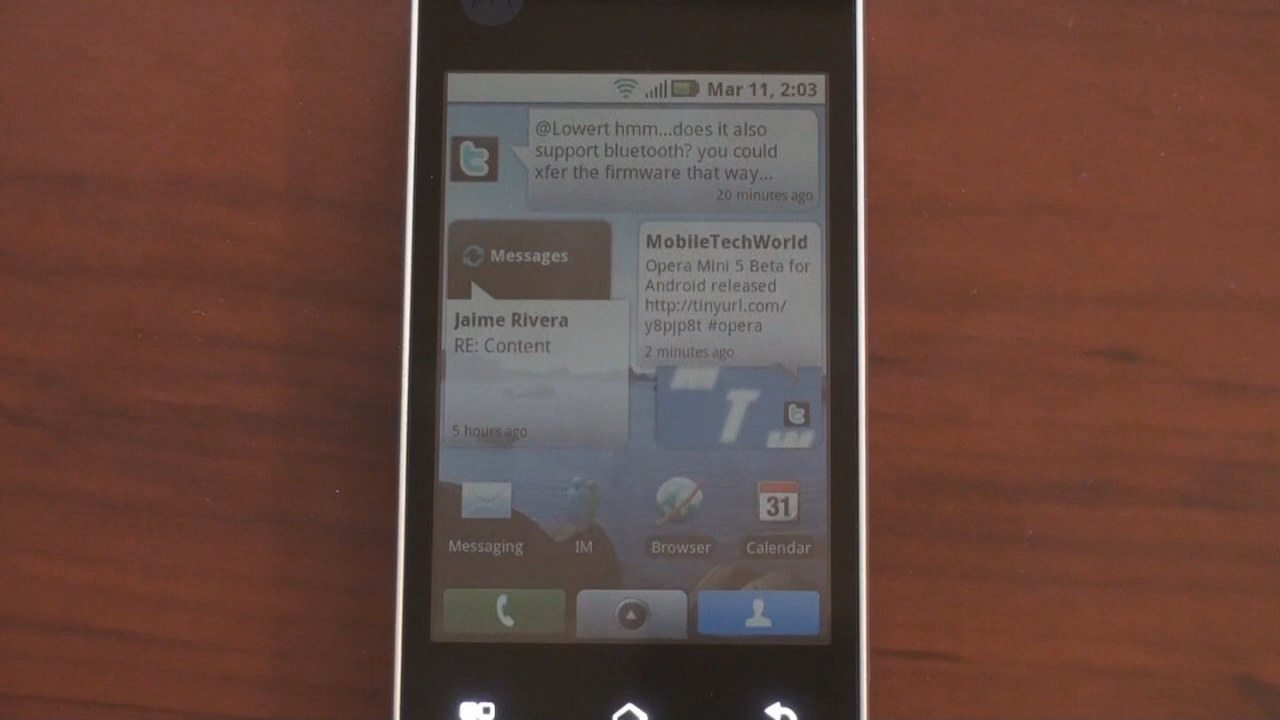 Mar 11, 2:03
@Lowert hmm...does it also
support bluetooth? you could
xfer the firmware that way...
20 minutes ago
Messages
Jaime Rivera
RE: Content
5 hours ago
MobileTechWorld
Opera Mini 5 Beta for
Android released
http://tinyurl.com/
y8pjp8t #opera
2 minutes ago
T
31
Messaging
IM
Browser
Calendar